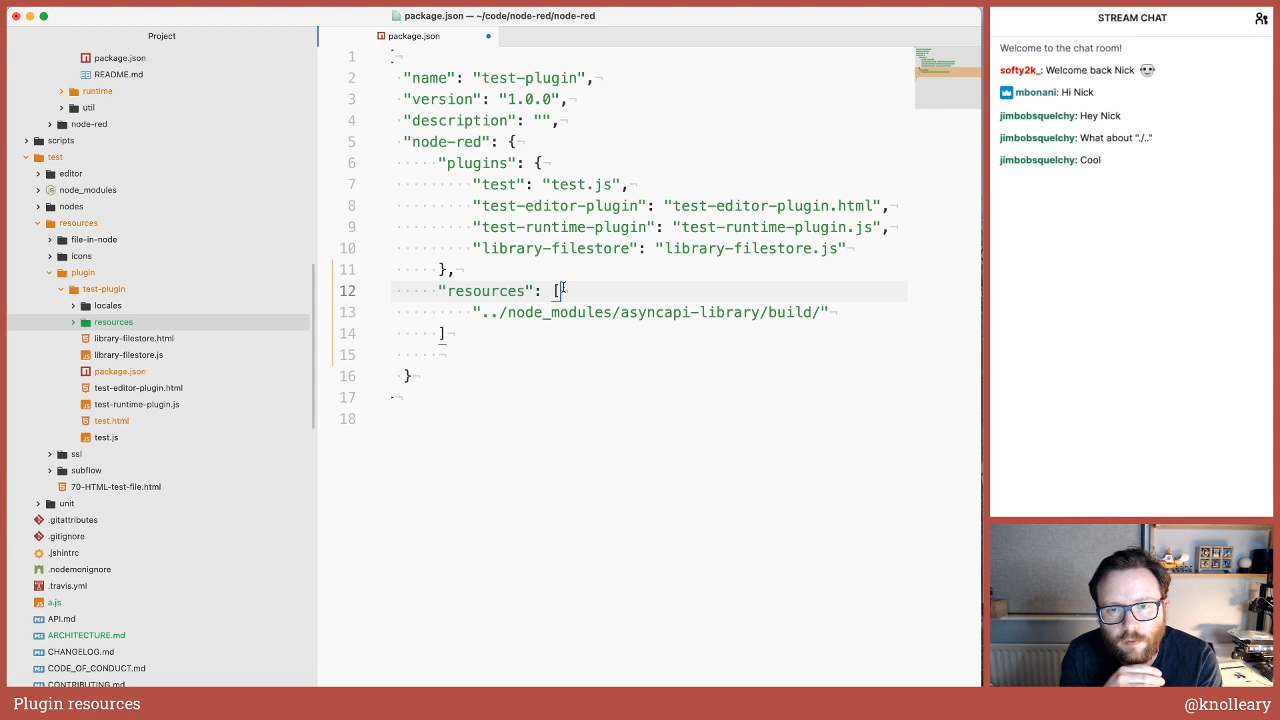 package.json — ~/code/node-red/node-red
Project
package.json
README.md
runtime
util
node-red
scripts
test
editor
node_modules
nodes
resources
file-in-node
icons
plugin
test-plugin
locales
resources
library-filestore.html
library-filestore.js
package.json
test-editor-plugin.html
test-runtime-plugin.js
test.html
test.js
ssl
subflow
70-HTML-test-file.html
unit
.gitattributes
.gitignore
.jshintrc
.nodemonignore
.travis.yml
a.js
API.md
ARCHITECTURE.md
CHANGELOG.md
CODE_OF_CONDUCT.md
CONTRIBUTING.md
package.json
1 {
2 "name": "test-plugin",
3 "version": "1.0.0",
4 "description": "",
5 "node-red": {
6 "plugins": {
7 "test": "test.js",
8 "test-editor-plugin": "test-editor-plugin.html",
9 "test-runtime-plugin": "test-runtime-plugin.js",
10 "library-filestore": "library-filestore.js"
11 },
12 "resources": [
13 "../node_modules/asyncapi-library/build/"
14 ]
15
16 }
17 }
18
STREAM CHAT
Welcome to the chat room!
softy2k_: Welcome back Nick
mbonani: Hi Nick
jimbobsquelchy: Hey Nick
jimbobsquelchy: What about "./.."
jimbobsquelchy: Cool
Plugin resources
@knolleary